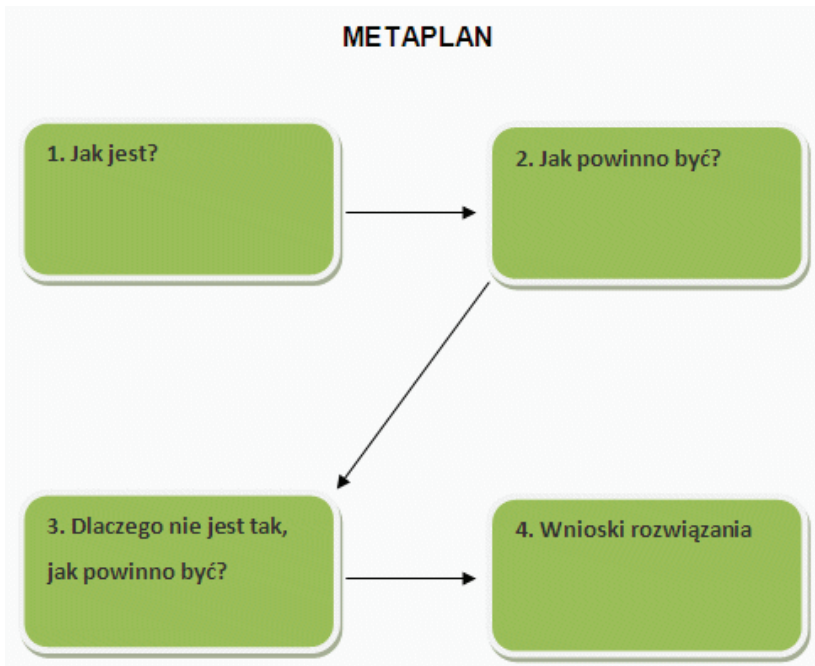 METAPLAN
1. Jak jest?
2. Jak powinno być?
3. Dlaczego nie jest tak,
jak powinno być?
4. Wnioski rozwiązania